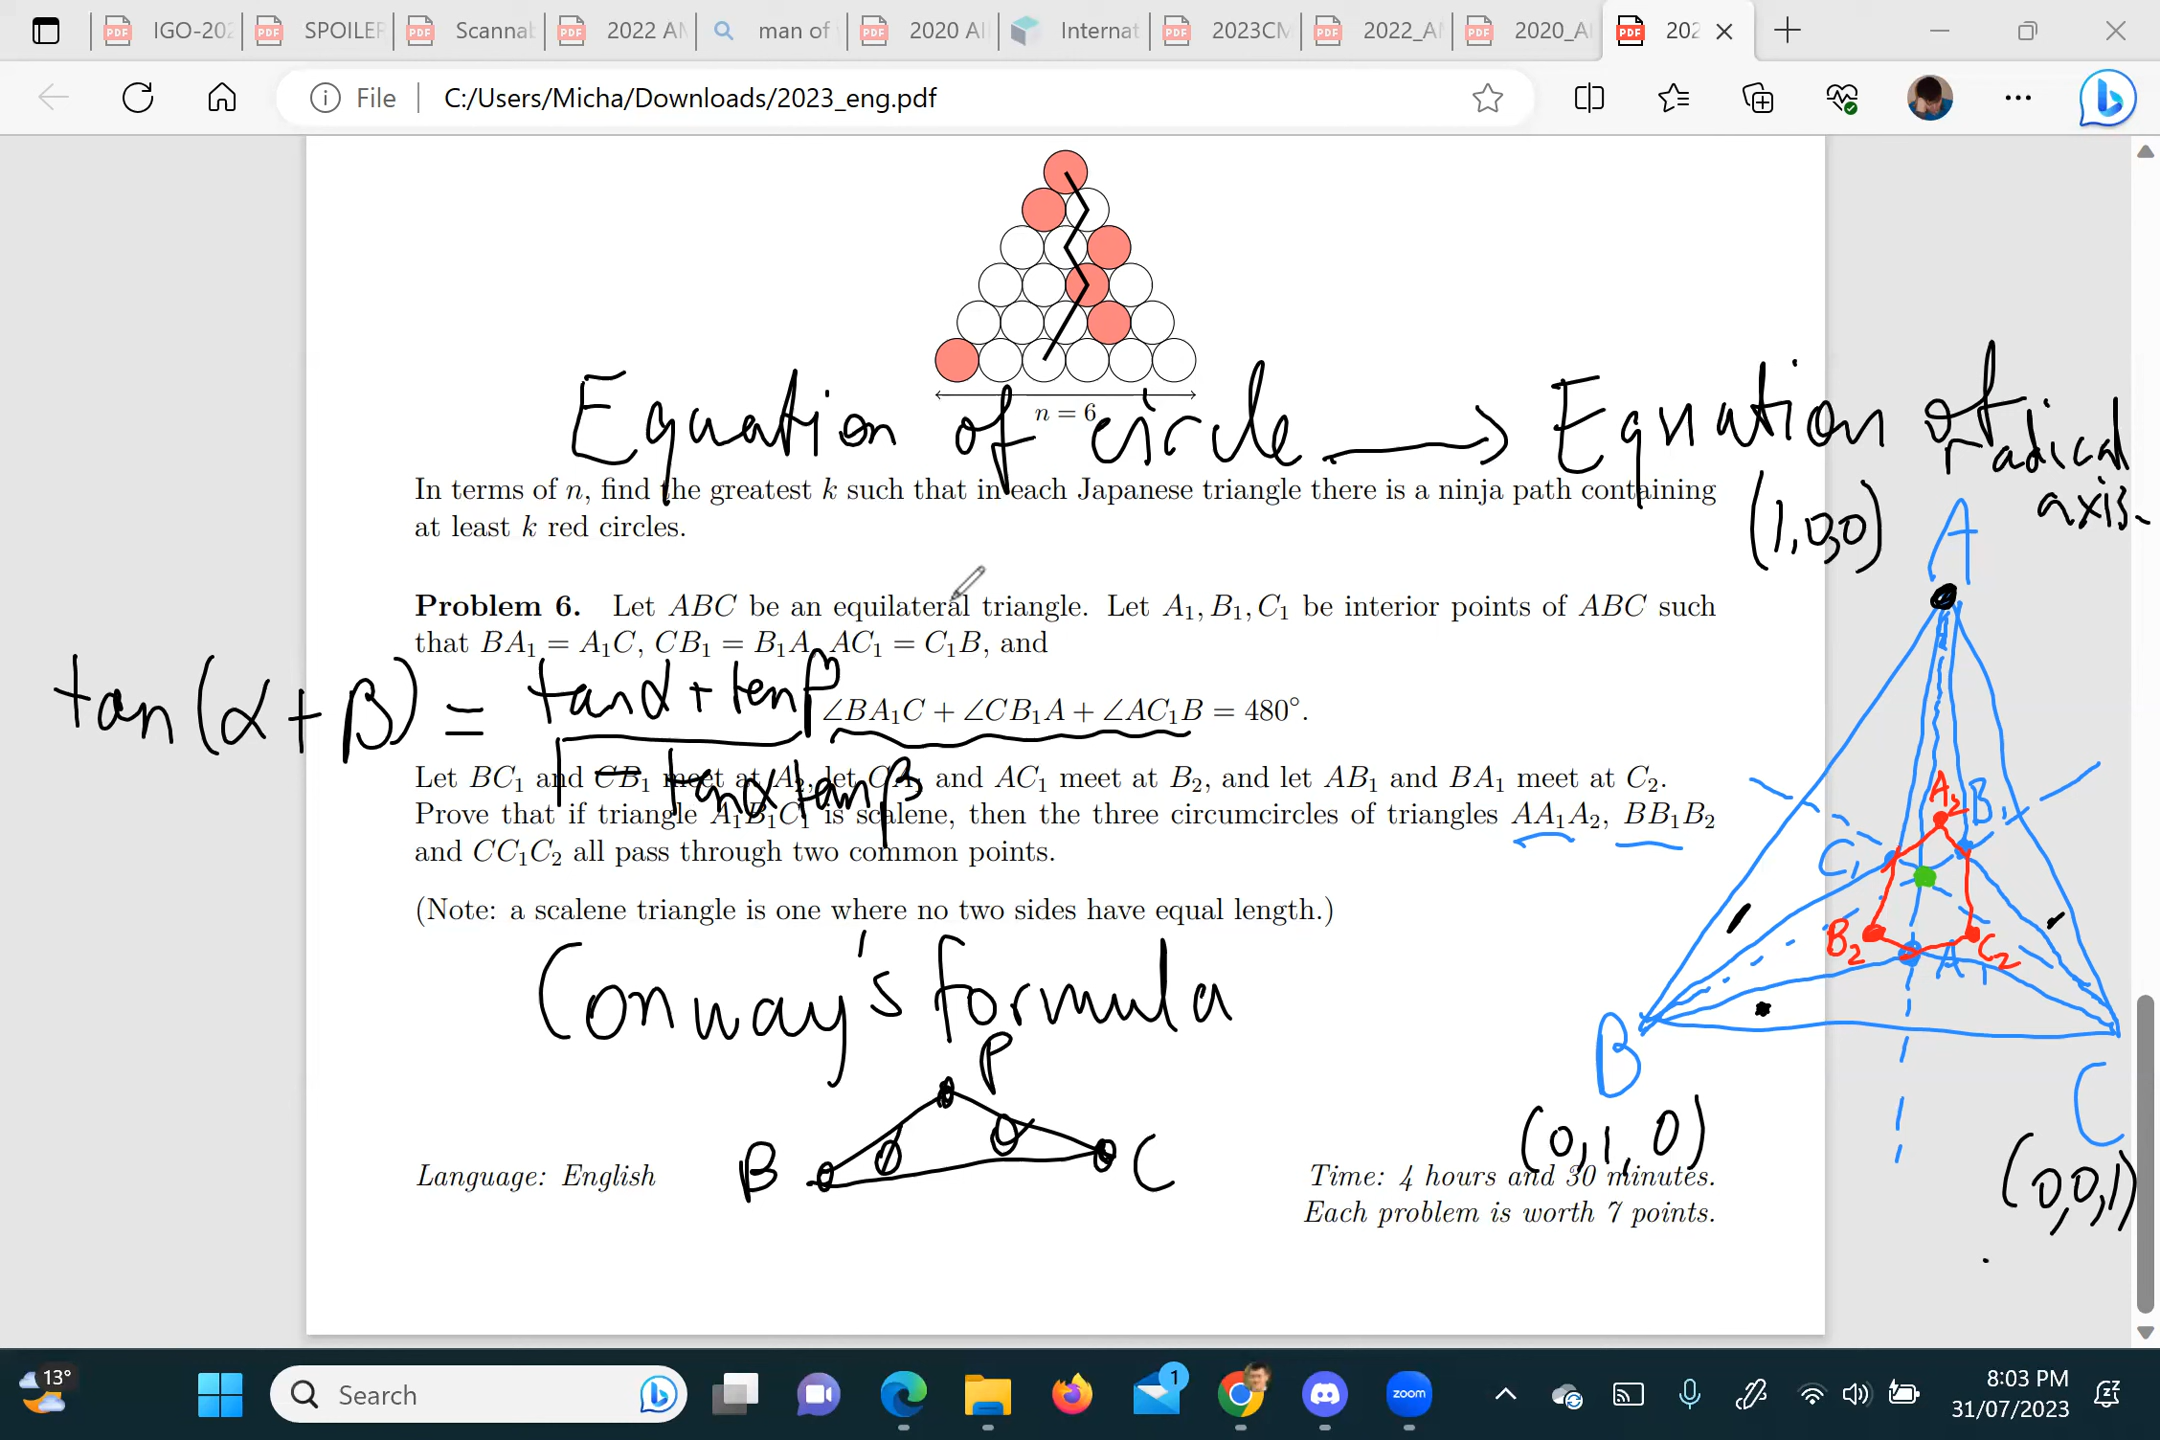 IGO-202
SPOILER
Scannab
2022 AM
man of
2020 AI
Internat
2023CM
2022_AM
2020_AI
202
File
C:/Users/Micha/Downloads/2023_eng.pdf
n = 6
Equation of circle → Equation of radical axis.
In terms of n, find the greatest k such that in each Japanese triangle there is a ninja path containing
at least k red circles.
(1,0,0)
A
Problem 6. Let ABC be an equilateral triangle. Let A₁, B₁, C₁ be interior points of ABC such
that BA₁ = A₁C, CB₁ = B₁A, AC₁ = C₁B, and
tan(α+β) = tanα + tanβ
1 - tanα tanβ
∠BA₁C + ∠CB₁A + ∠AC₁B = 480°.
Let BC₁ and CB₁ meet at A₂, let CA₁ and AC₁ meet at B₂, and let AB₁ and BA₁ meet at C₂.
Prove that if triangle A₁B₁C₁ is scalene, then the three circumcircles of triangles AA₁A₂, BB₁B₂
and CC₁C₂ all pass through two common points.
(Note: a scalene triangle is one where no two sides have equal length.)
A₂
B₁
C₁
B₂
A₁
C₂
Conway's formula
P
B
C
B
C
(0,1,0)
(0,0,1)
Language: English
Time: 4 hours and 30 minutes.
Each problem is worth 7 points.
13°
Search
1
zoom
8:03 PM
31/07/2023